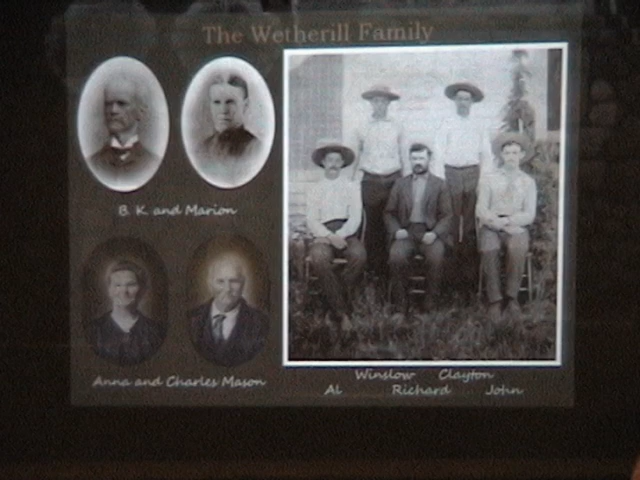 The Wetherill Family
B. K. and Marion
Anna and Charles Mason
Winslow Clayton
Al Richard John